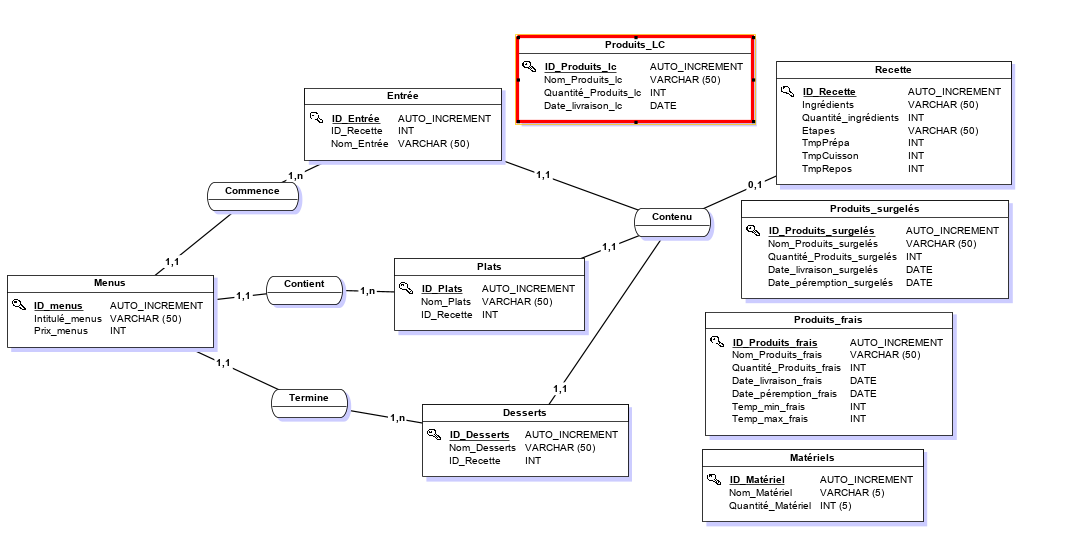 Produits_LC
ID_Produits_lc AUTO_INCREMENT
Nom_Produits_lc VARCHAR (50)
Quantité_Produits_lc INT
Date_livraison_lc DATE
Recette
ID_Recette AUTO_INCREMENT
Ingrédients VARCHAR (50)
Quantité_ingrédients INT
Etapes VARCHAR (50)
TmpPrépa INT
TmpCuisson INT
TmpRepos INT
Entrée
ID_Entrée AUTO_INCREMENT
ID_Recette INT
Nom_Entrée VARCHAR (50)
1,n
1,1
0,1
Commence
Contenu
1,1
1,1
Produits_surgelés
ID_Produits_surgelés AUTO_INCREMENT
Nom_Produits_surgelés VARCHAR (50)
Quantité_Produits_surgelés INT
Date_livraison_surgelés DATE
Date_péremption_surgelés DATE
Menus
ID_menus AUTO_INCREMENT
Intitulé_menus VARCHAR (50)
Prix_menus INT
1,1
Contient
1,n
Plats
ID_Plats AUTO_INCREMENT
Nom_Plats VARCHAR (50)
ID_Recette INT
Produits_frais
ID_Produits_frais AUTO_INCREMENT
Nom_Produits_frais VARCHAR (50)
Quantité_Produits_frais INT
Date_livraison_frais DATE
Date_péremption_frais DATE
Temp_min_frais INT
Temp_max_frais INT
1,1
1,1
Termine
1,n
Desserts
ID_Desserts AUTO_INCREMENT
Nom_Desserts VARCHAR (50)
ID_Recette INT
Matériels
ID_Matériel AUTO_INCREMENT
Nom_Matériel VARCHAR (5)
Quantité_Matériel INT (5)